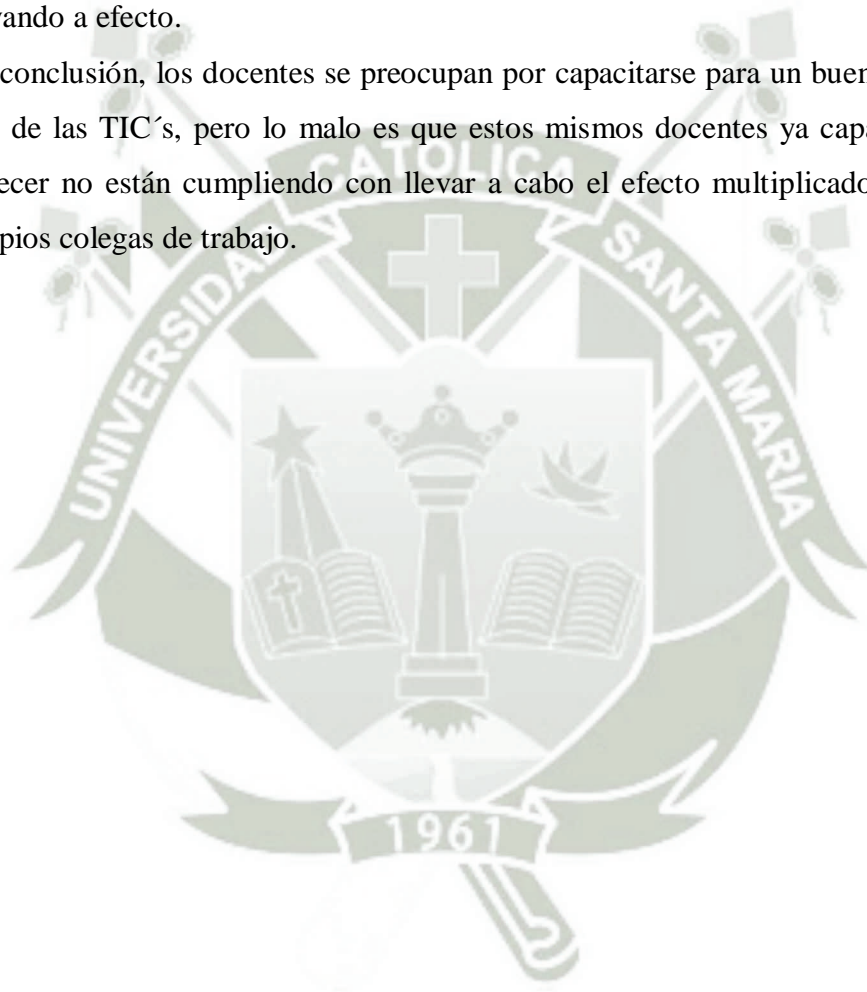 vando a efecto.
conclusión, los docentes se preocupan por capacitarse para un buen
de las TIC´s, pero lo malo es que estos mismos docentes ya capa
ecer no están cumpliendo con llevar a cabo el efecto multiplicado
pios colegas de trabajo.
UNIVERSIDAD CATOLICA SANTA MARIA
1961